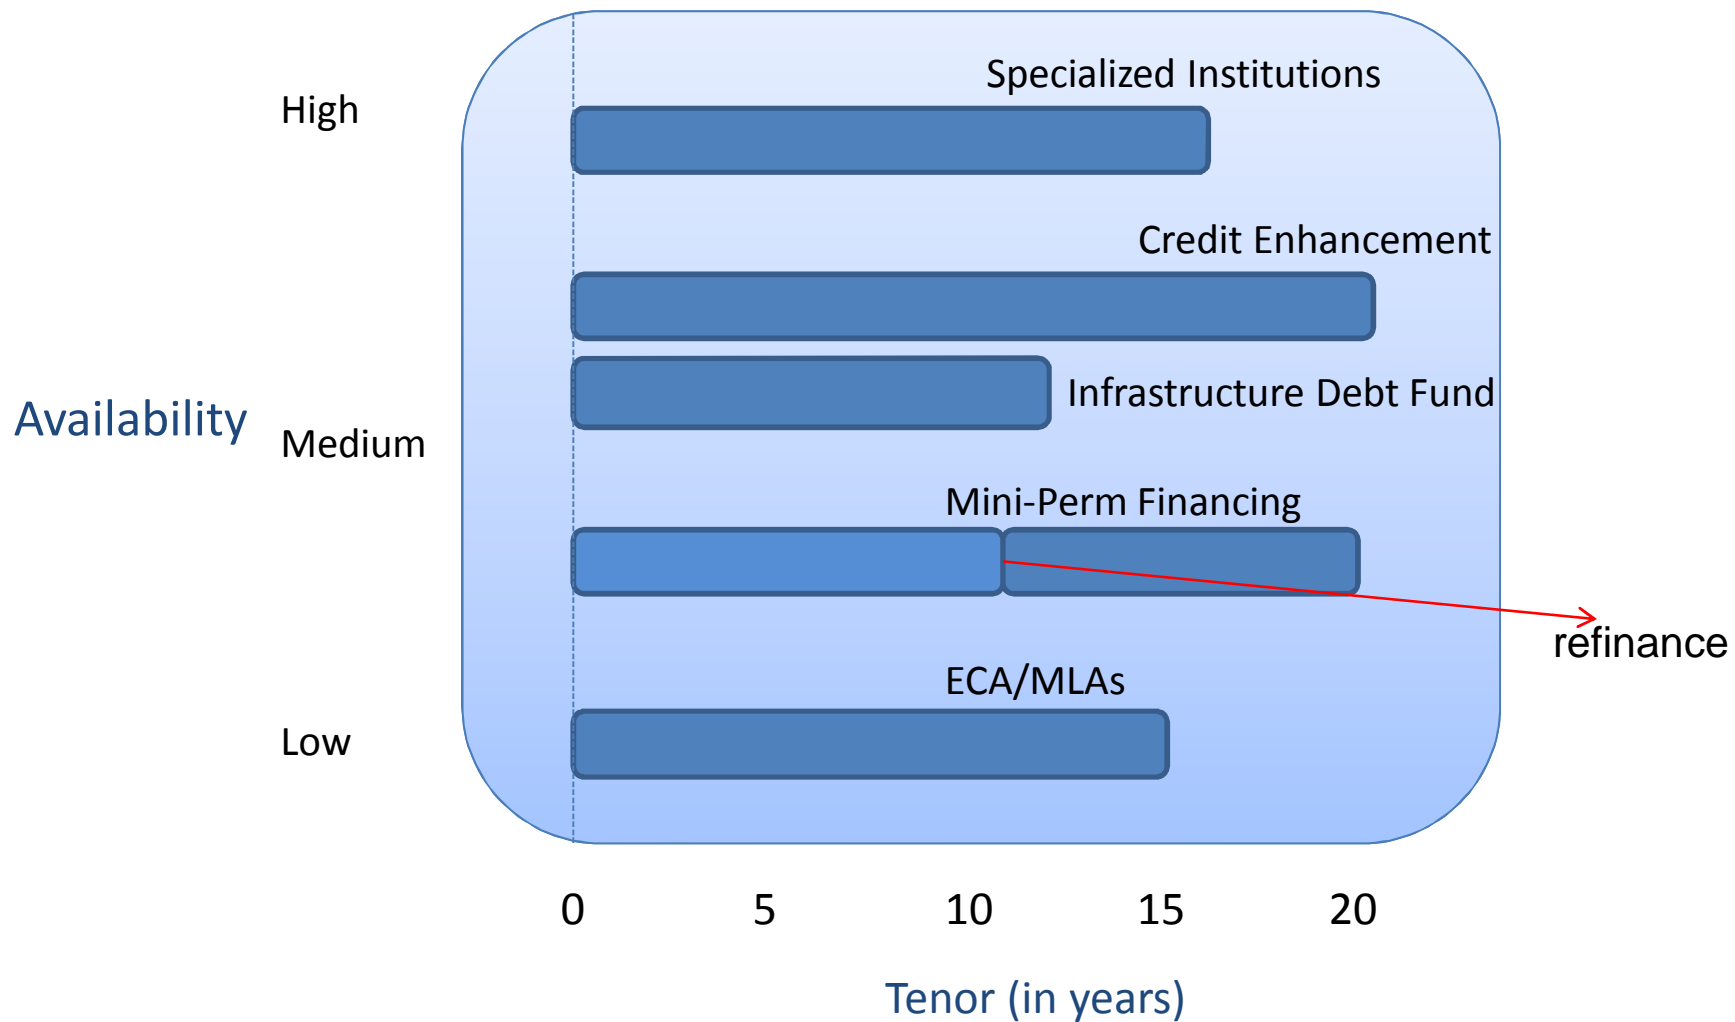 Specialized Institutions
High
Credit Enhancement
Infrastructure Debt Fund
Availability
Medium
Mini-Perm Financing
refinance
ECA/MLAs
Low
0 5 10 15 20
Tenor (in years)